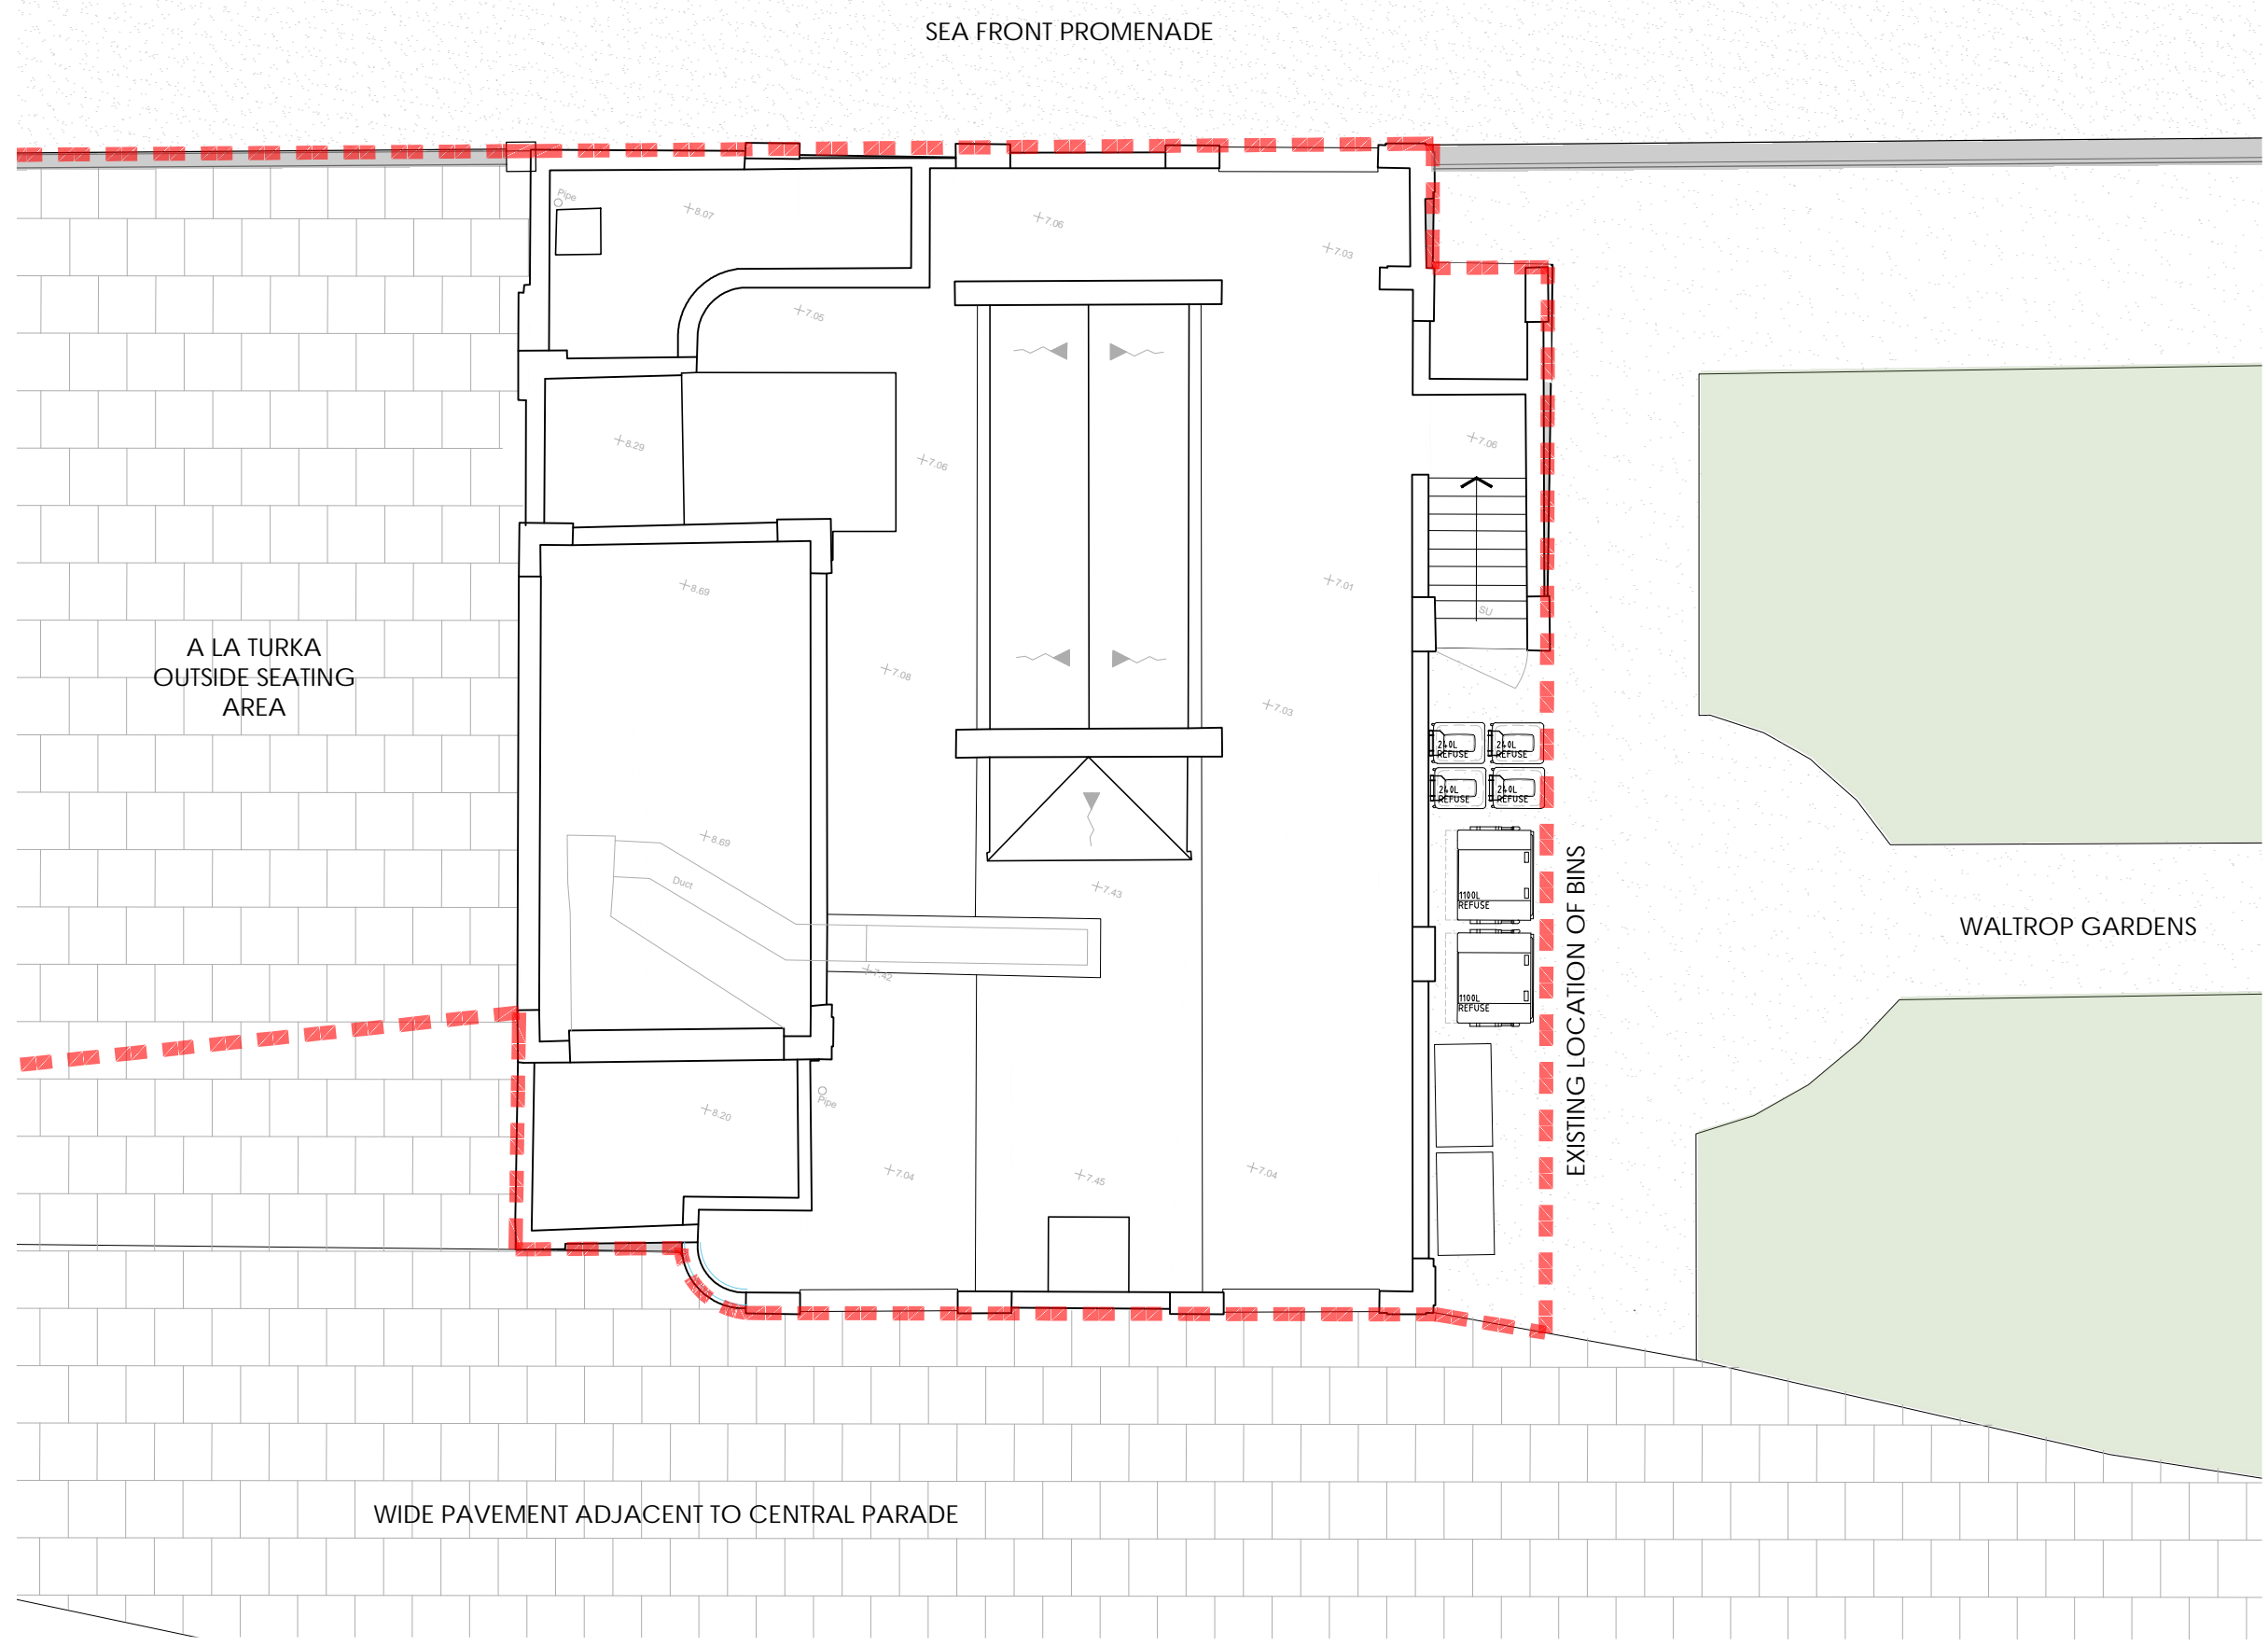 SEA FRONT PROMENADE
Pipe
8.07
7.06
7.03
7.05
8.29
7.06
7.06
8.69
7.01
SU
A LA TURKA
OUTSIDE SEATING
AREA
7.08
7.03
240L
REFUSE
240L
REFUSE
240L
REFUSE
240L
REFUSE
8.69
Duct
7.43
1100L
REFUSE
EXISTING LOCATION OF BINS
WALTROP GARDENS
7.42
1100L
REFUSE
Pipe
8.20
7.04
7.45
7.04
WIDE PAVEMENT ADJACENT TO CENTRAL PARADE